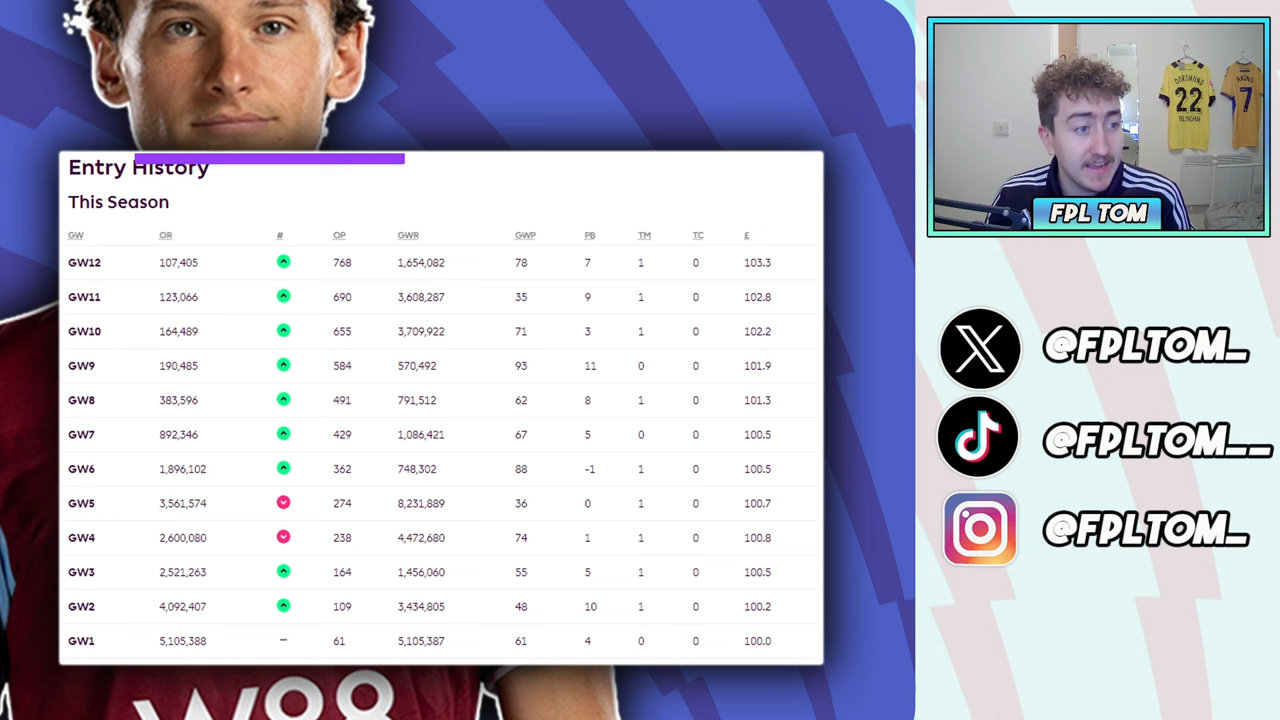 Entry History
This Season
GW OR # OP GWR GWP PB TM TC £
GW12 107,405 768 1,654,082 78 7 1 0 103.3
GW11 123,066 690 3,608,287 35 9 1 0 102.8
GW10 164,489 655 3,709,922 71 3 1 0 102.2
GW9 190,485 584 570,492 93 11 0 0 101.9
GW8 383,596 491 791,512 62 8 1 0 101.3
GW7 892,346 429 1,086,421 67 5 0 0 100.5
GW6 1,896,102 362 748,302 88 -1 1 0 100.5
GW5 3,561,574 274 8,231,889 36 0 1 0 100.7
GW4 2,600,080 238 4,472,680 74 1 1 0 100.8
GW3 2,521,263 164 1,456,060 55 5 1 0 100.5
GW2 4,092,407 109 3,434,805 48 10 1 0 100.2
GW1 5,105,388 – 61 5,105,387 61 4 0 0 100.0
W88
DORTMUND
22
BILINGHAM
AKINS
7
FPL TOM
@FPLTOM_
@FPLTOM__
@FPLTOM_